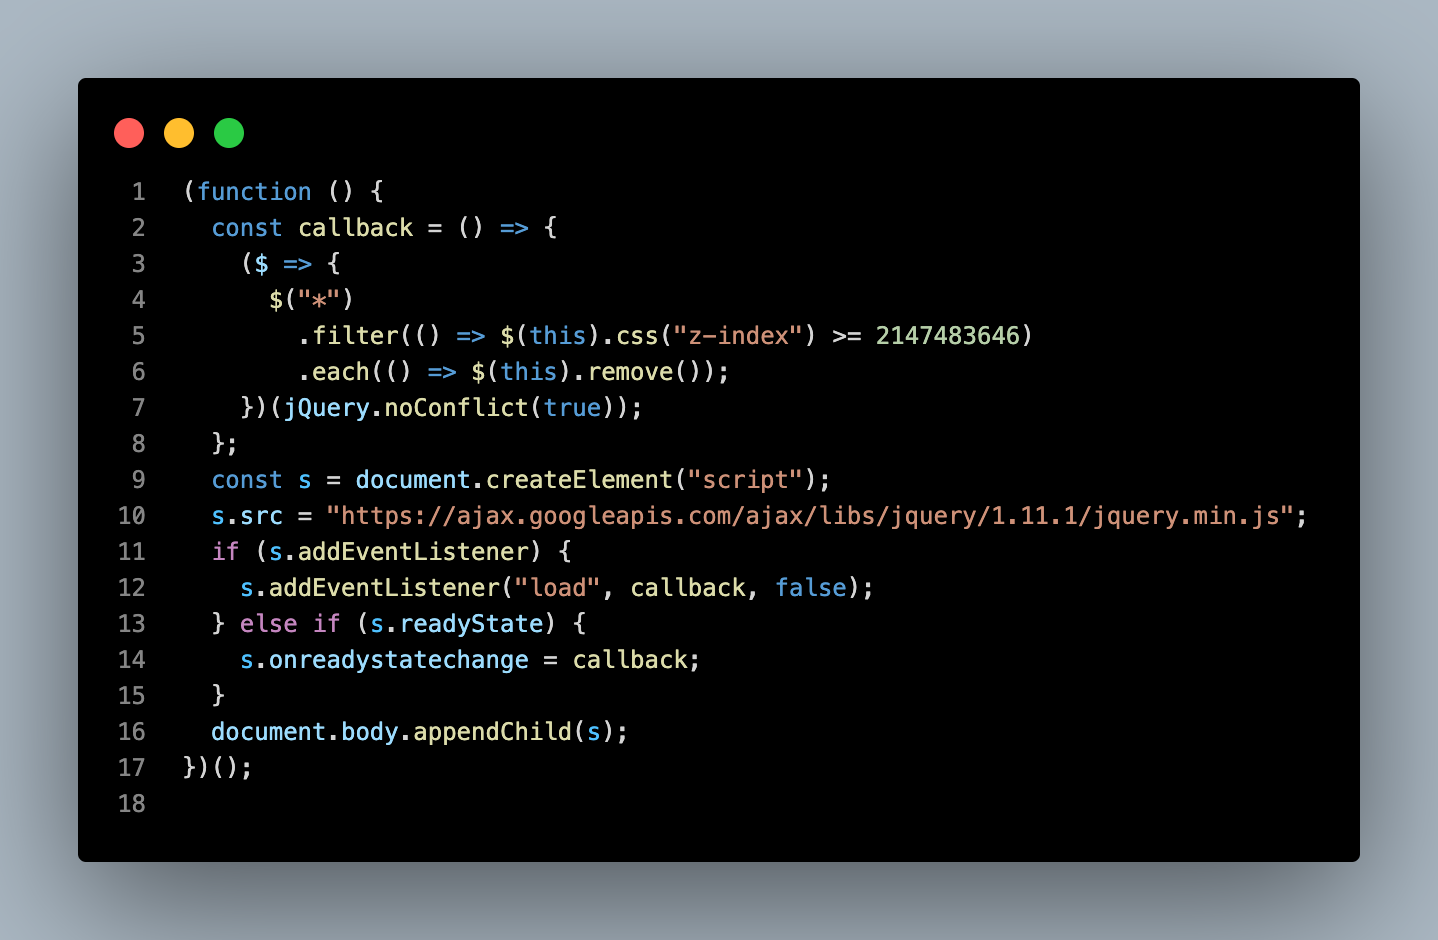 1 (function () {
2   const callback = () => {
3     ($ => {
4       $("*")
5         .filter(() => $(this).css("z-index") >= 2147483646)
6         .each(() => $(this).remove());
7     })(jQuery.noConflict(true));
8   };
9   const s = document.createElement("script");
10   s.src = "https://ajax.googleapis.com/ajax/libs/jquery/1.11.1/jquery.min.js";
11   if (s.addEventListener) {
12     s.addEventListener("load", callback, false);
13   } else if (s.readyState) {
14     s.onreadystatechange = callback;
15   }
16   document.body.appendChild(s);
17 })();
18